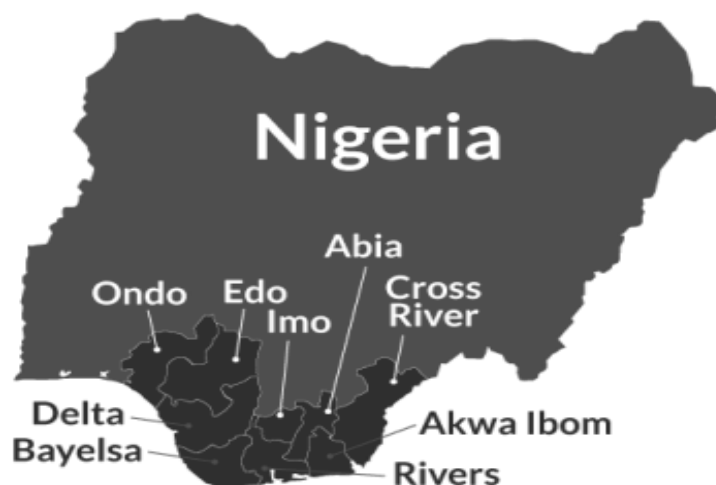 Nigeria
Abia
Ondo
Edo
Imo
Cross
River
Delta
Bayelsa
Akwa Ibom
Rivers